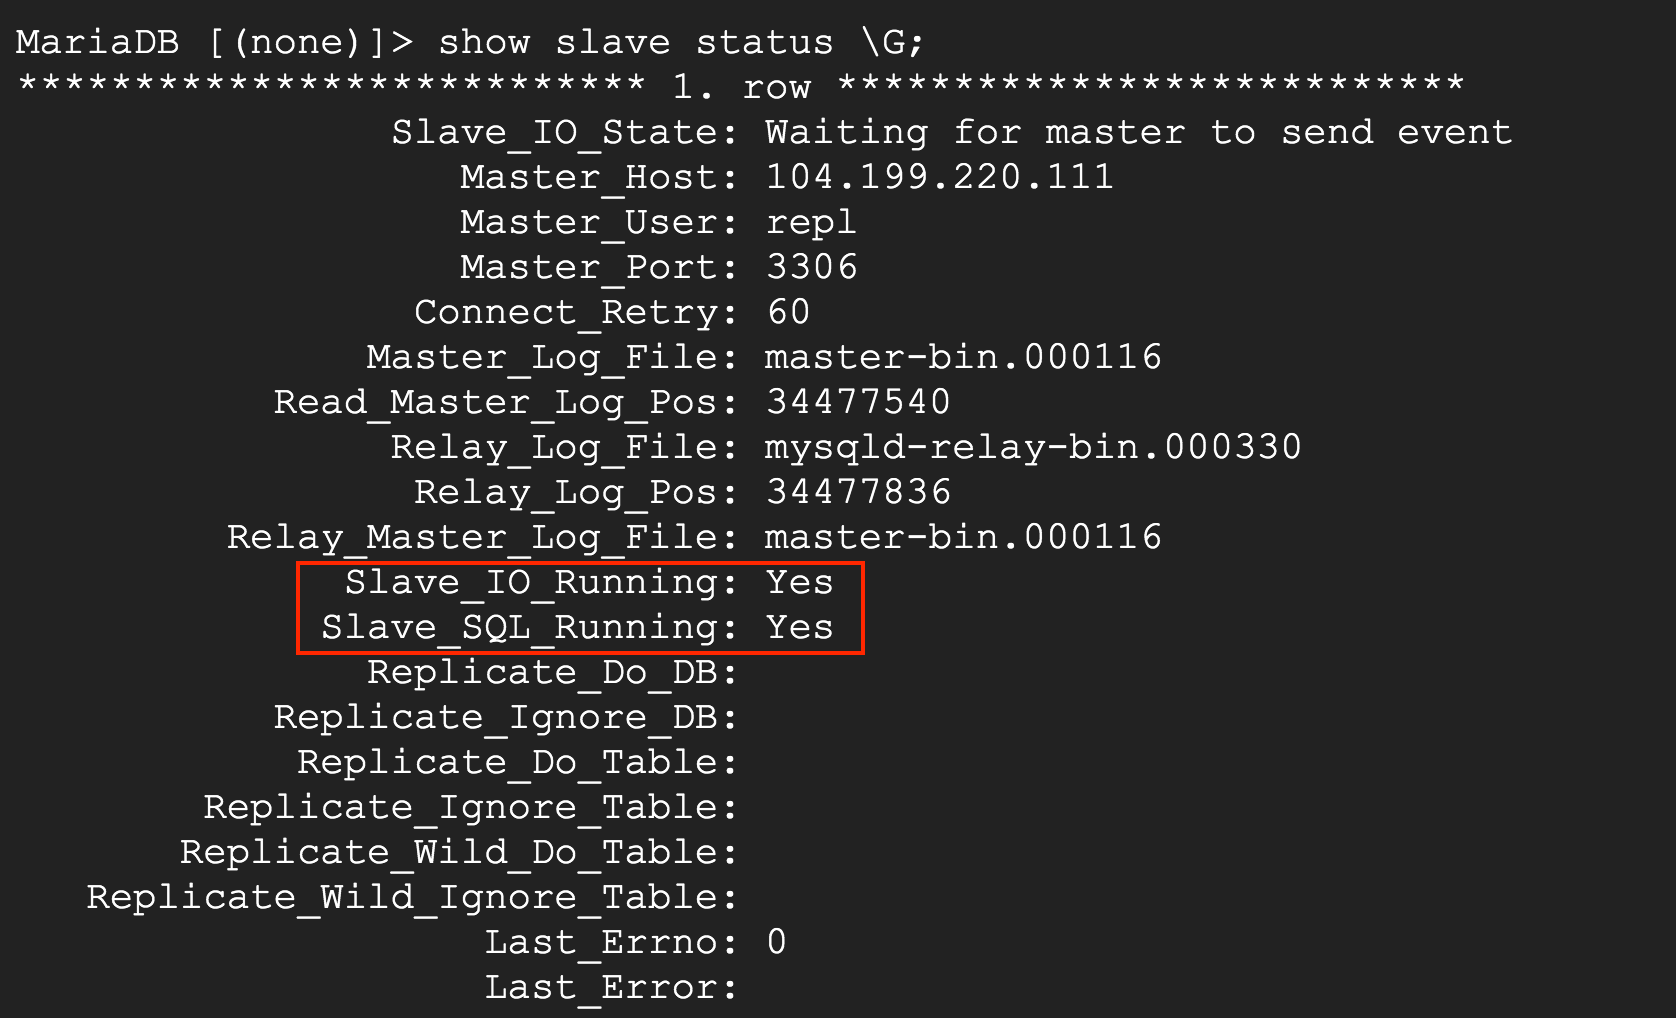 MariaDB [(none)]> show slave status \G;
*************************** 1. row ***************************
Slave_IO_State: Waiting for master to send event
Master_Host: 104.199.220.111
Master_User: repl
Master_Port: 3306
Connect_Retry: 60
Master_Log_File: master-bin.000116
Read_Master_Log_Pos: 34477540
Relay_Log_File: mysqld-relay-bin.000330
Relay_Log_Pos: 34477836
Relay_Master_Log_File: master-bin.000116
Slave_IO_Running: Yes
Slave_SQL_Running: Yes
Replicate_Do_DB:
Replicate_Ignore_DB:
Replicate_Do_Table:
Replicate_Ignore_Table:
Replicate_Wild_Do_Table:
Replicate_Wild_Ignore_Table:
Last_Errno: 0
Last_Error: